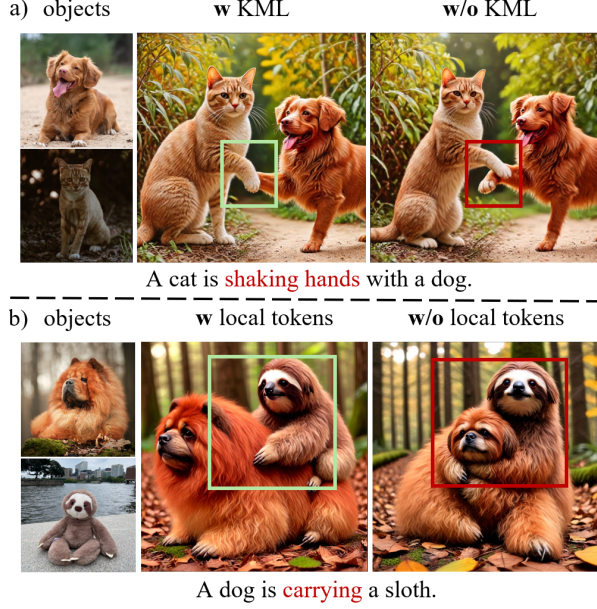 a) objects w KML w/o KML
A cat is shaking hands with a dog.
b) objects w local tokens w/o local tokens
A dog is carrying a sloth.